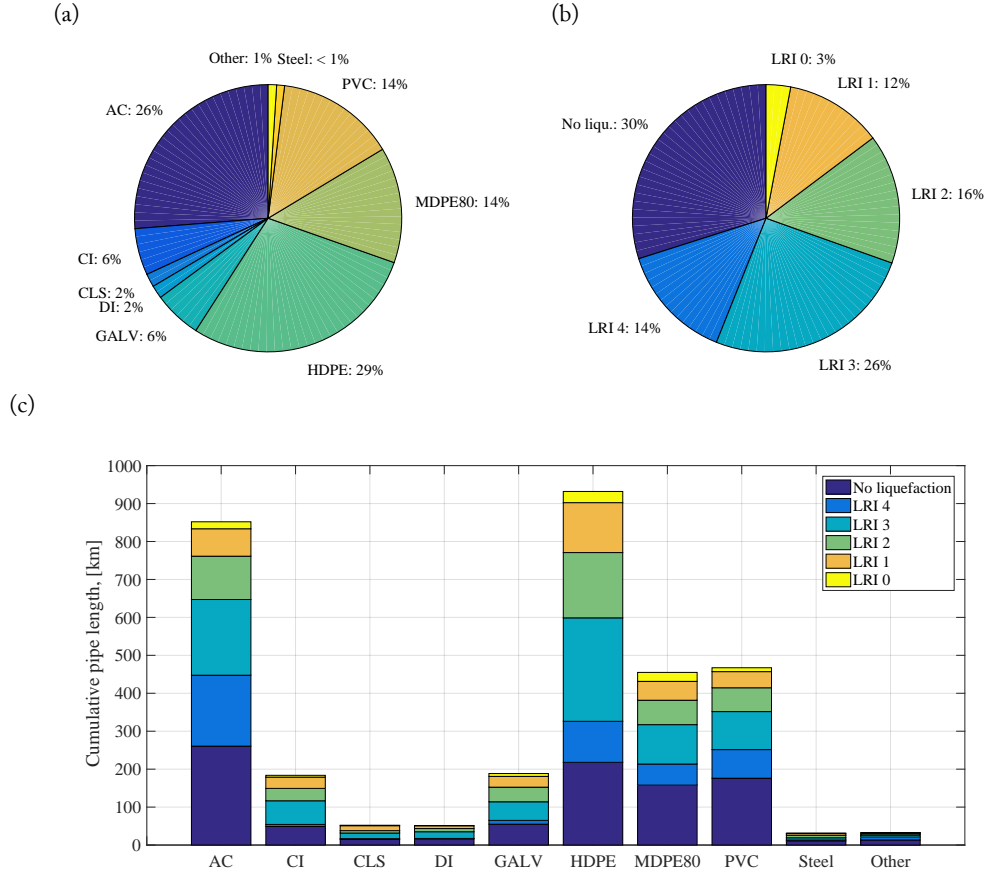 (a)
(b)
Other: 1%
Steel: < 1%
PVC: 14%
AC: 26%
MDPE80: 14%
CI: 6%
CLS: 2%
DI: 2%
GALV: 6%
HDPE: 29%
LRI 0: 3%
LRI 1: 12%
No liqu.: 30%
LRI 2: 16%
LRI 4: 14%
LRI 3: 26%
(c)
Cumulative pipe length, [km]
1000
900
800
700
600
500
400
300
200
100
0
No liquefaction
LRI 4
LRI 3
LRI 2
LRI 1
LRI 0
AC CI CLS DI GALV HDPE MDPE80 PVC Steel Other